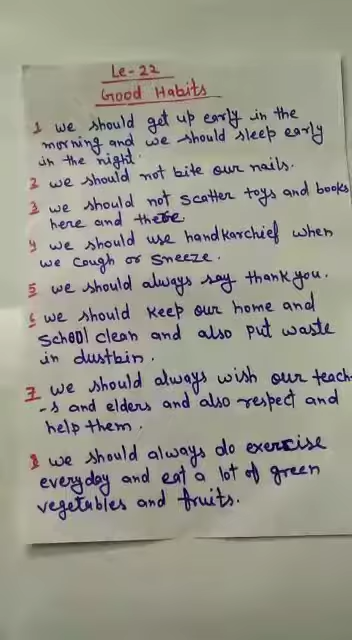 Le-22
Good Habits
1 we should get up early in the
morning and we should sleep early
in the night.
2 we should not bite our nails.
3 we should not scatter toys and books
here and there
4 we should use handkarchief when
we cough or sneeze.
5 we should always say thank you.
6 we should keep our home and
school clean and also put waste
in dustbin.
7 we should always wish our teach-
-s and elders and also respect and
help them.
8 we should always do exercise
everyday and eat a lot of green
vegetables and fruits.